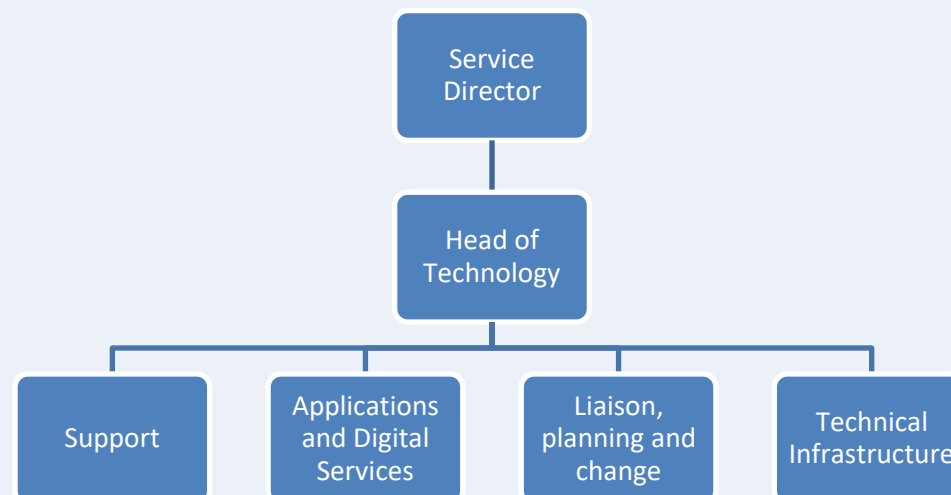 Service
Director
Head of
Technology
Support
Applications
and Digital
Services
Liaison,
planning and
change
Technical
Infrastructure